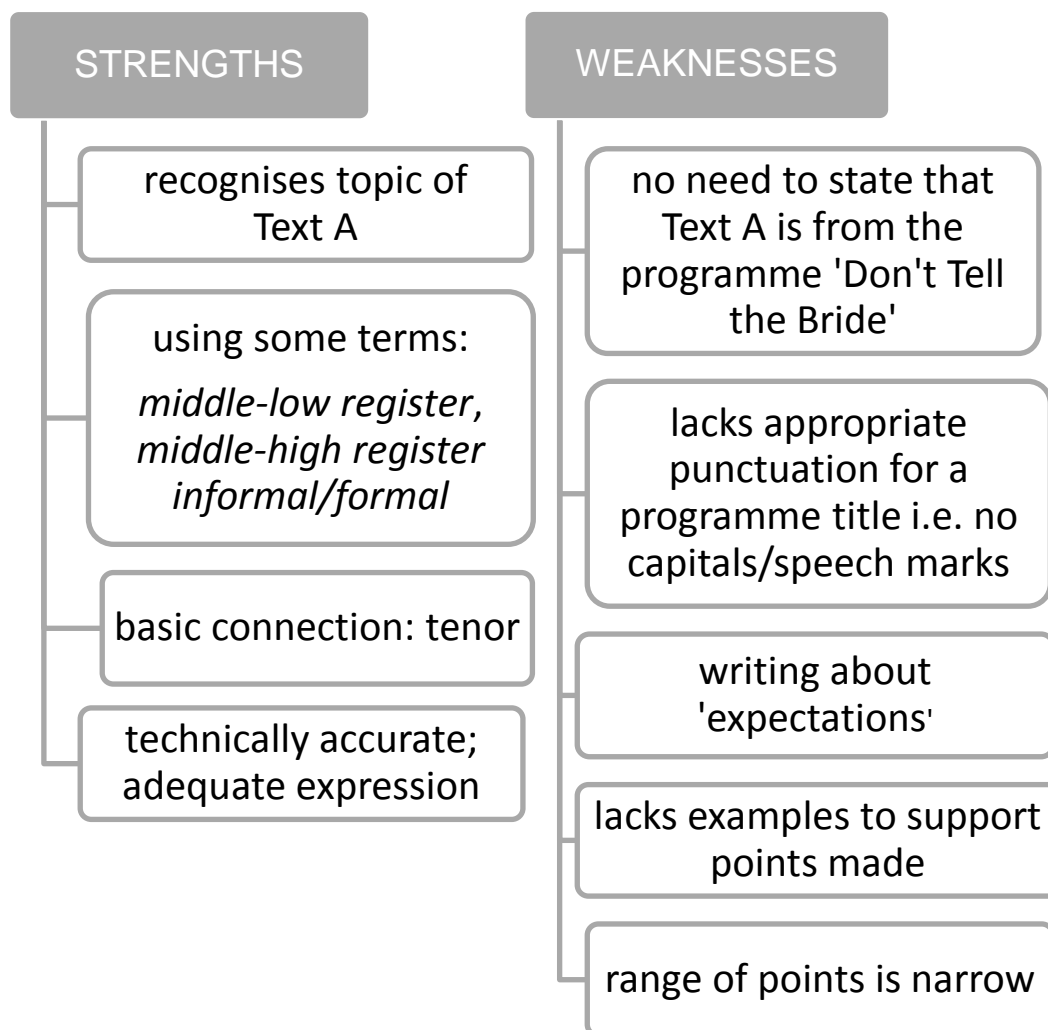 STRENGTHS
recognises topic of
Text A
using some terms:
middle-low register,
middle-high register
informal/formal
basic connection: tenor
technically accurate;
adequate expression
WEAKNESSES
no need to state that
Text A is from the
programme 'Don't Tell
the Bride'
lacks appropriate
punctuation for a
programme title i.e. no
capitals/speech marks
writing about
'expectations'
lacks examples to support
points made
range of points is narrow